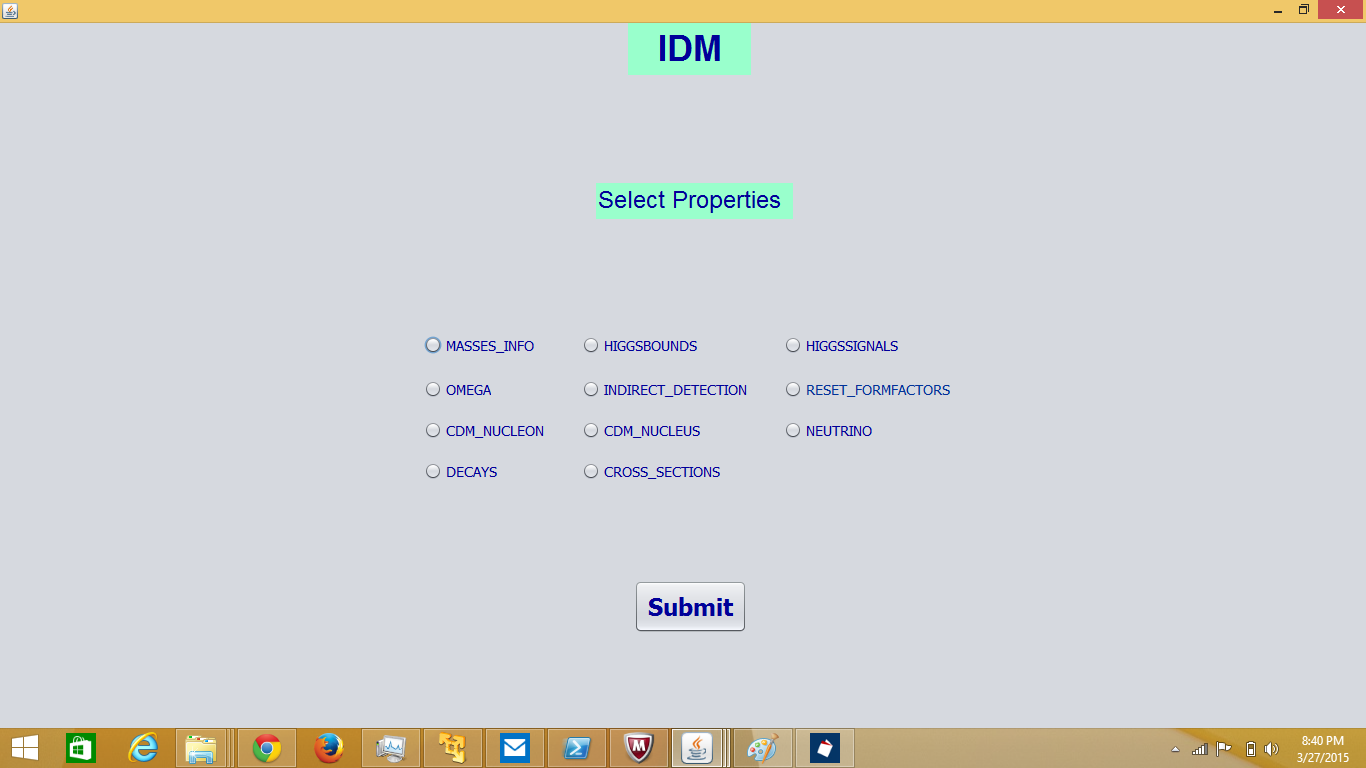 IDM
Select Properties
MASSES_INFO HIGGSBOUNDS HIGGSSIGNALS
OMEGA INDIRECT_DETECTION RESET_FORMFACTORS
CDM_NUCLEON CDM_NUCLEUS NEUTRINO
DECAYS CROSS_SECTIONS
Submit
8:40 PM
3/27/2015